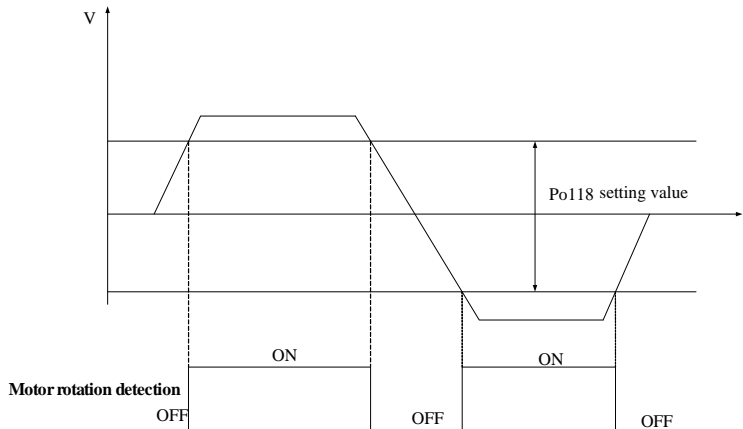 V
Po118 setting value
ON
ON
Motor rotation detection
OFF
OFF
OFF